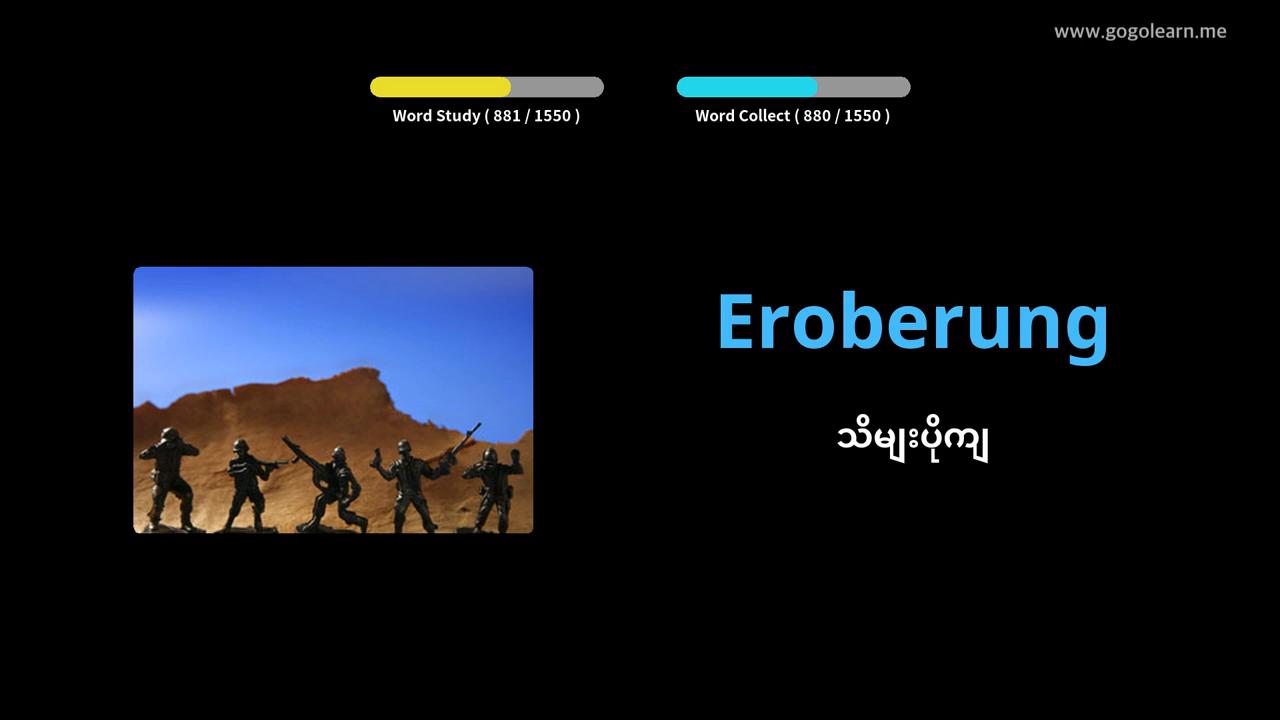 www.gogolearn.me
Word Study ( 881 / 1550 )
Word Collect ( 880 / 1550 )
Eroberung
သိမျးပိုကျ